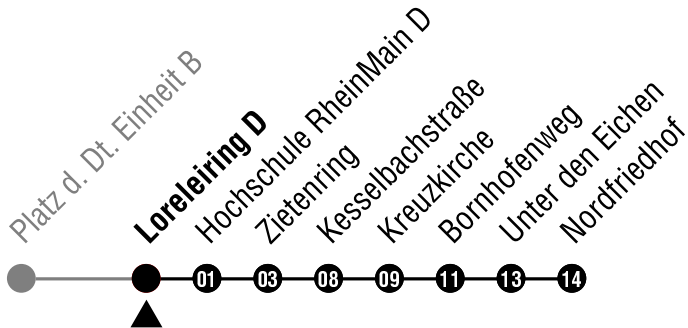 Platz d. Dt. Einheit B
Loreleiring D
Hochschule RheinMain D
Zietenring
Kesselbachstraße
Kreuzkirche
Bornhofenweg
Unter den Eichen
Nordfriedhof
01 03 08 09 11 13 14